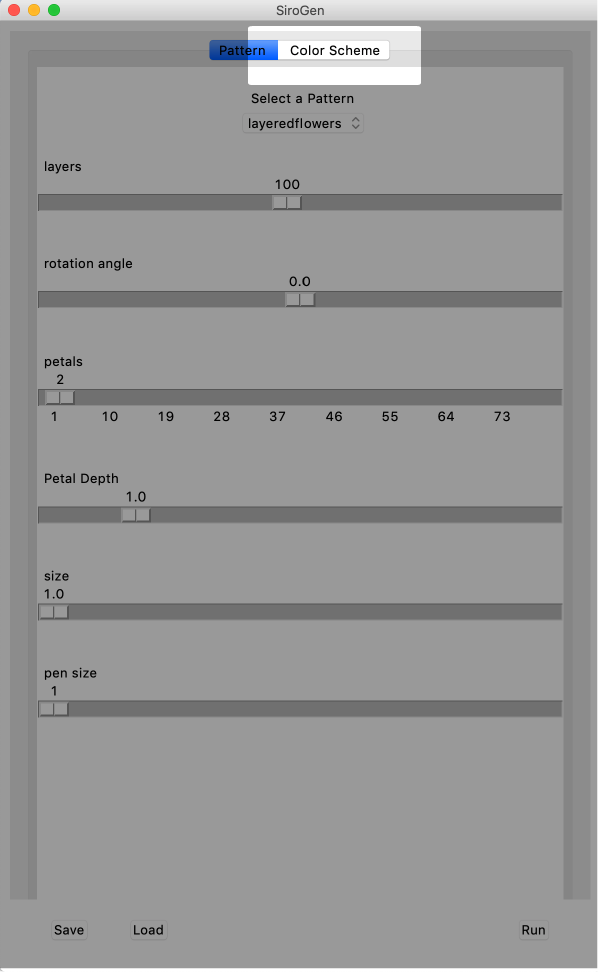 SiroGen
Pattern Color Scheme
Select a Pattern
layeredflowers
layers
100
rotation angle
0.0
petals
2
1 10 19 28 37 46 55 64 73
Petal Depth
1.0
size
1.0
pen size
1
Save Load Run